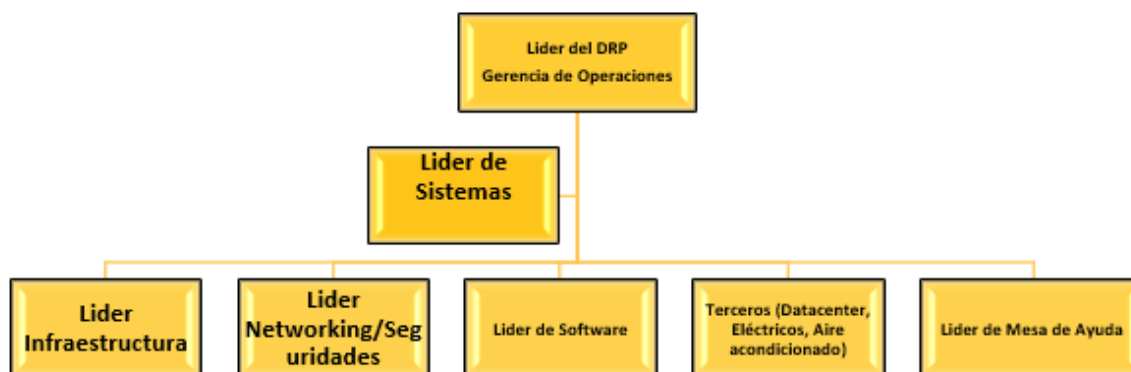 Lider del DRP
Gerencia de Operaciones
Lider de
Sistemas
Lider
Infraestructura
Lider
Networking/Seg
uridades
Lider de Software
Terceros (Datacenter,
Eléctricos, Aire
acondicionado)
Lider de Mesa de Ayuda